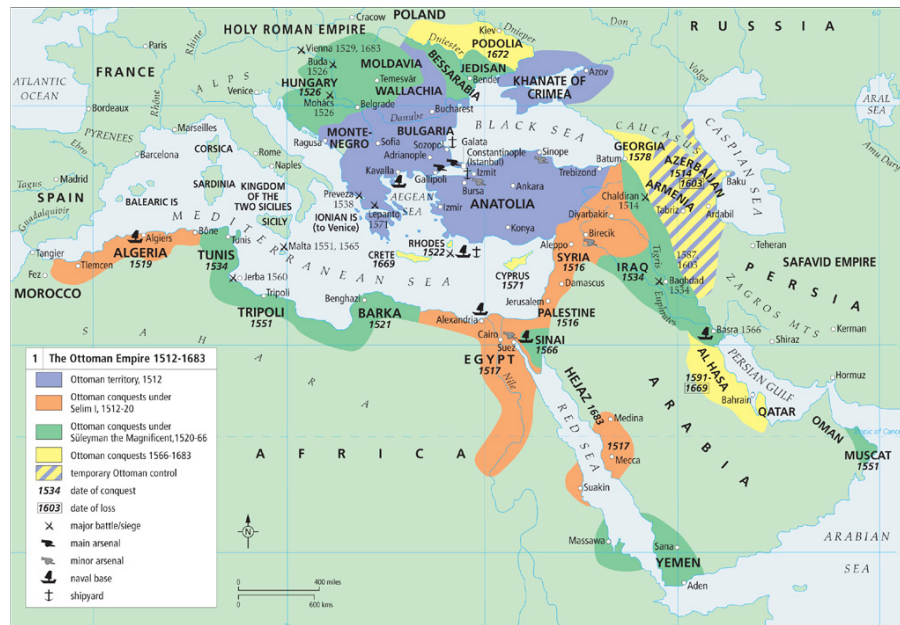 POLAND
Cracow
Kiev
Dnieper
Don
RUSSIA
HOLY ROMAN EMPIRE
Paris
Rhine
Vienna 1529, 1683
Dniester
PODOLIA
1672
Volga
FRANCE
Buda
1526
MOLDAVIA
BESSARABIA
JEDISAN
Bender
Azov
ATLANTIC
OCEAN
ALPS
HUNGARY
1526
Temesvár
KHANATE OF
CRIMEA
ARAL
SEA
Rhône
Venice
Mohács
1526
WALLACHIA
Bordeaux
Belgrade
Bucharest
Danube
Marseilles
PYRENEES
Ebro
CORSICA
MONTE-
NEGRO
BULGARIA
BLACK SEA
CAUCASUS
CASPIAN SEA
Amu Darya
Ragusa
Sofia
Sozopol
Galata
Barcelona
Rome
Adrianople
Constantinople
(Istanbul)
Sinope
GEORGIA
1578
Batum
AZERBAIJAN
1514
1603
Naples
Kavalla
Gallipoli
Izmit
Trebizond
Tagus
Madrid
SARDINIA
KINGDOM
OF THE
TWO SICILIES
Bursa
Ankara
ARMENIA
Baku
SPAIN
BALEARIC IS
Preveza
1538
AEGEAN
SEA
ANATOLIA
Chaldiran
1514
Tabriz
Ardabil
Guadalquivir
SICILY
IONIAN IS
(to Venice)
Lepanto
1571
Izmir
Diyarbakir
MEDITERRANEAN SEA
Konya
Birecik
Tangier
Algiers
Bône
Tunis
Malta 1551, 1565
RHODES
1522
Aleppo
Teheran
Fez
Tlemcen
ALGERIA
1519
TUNIS
1534
CRETE
1669
SYRIA
1516
Tigris
1587,
1603
SAFAVID EMPIRE
MOROCCO
Jerba 1560
CYPRUS
1571
IRAQ
1534
Baghdad
1534
PERSIA
Tripoli
Benghazi
Damascus
Euphrates
ZAGROS MTS
TRIPOLI
1551
BARKA
1521
Jerusalem
PALESTINE
1516
Alexandria
Basra 1566
Kerman
SAHARA
Cairo
Suez
SINAI
1566
Shiraz
EGYPT
1517
AL HASA
1591-
1669
PERSIAN GULF
Hormuz
Nile
HEJAZ 1683
Bahrain
QATAR
ARABIA
OMAN
Medina
RED SEA
1517
Mecca
MUSCAT
1551
AFRICA
Suakin
Massawa
Sana
YEMEN
Aden
ARABIAN
SEA
1 The Ottoman Empire 1512-1683
Ottoman territory, 1512
Ottoman conquests under
Selim I, 1512-20
Ottoman conquests under
Süleyman the Magnificent,1520-66
Ottoman conquests 1566-1683
temporary Ottoman control
1534 date of conquest
1603 date of loss
major battle/siege
main arsenal
minor arsenal
naval base
shipyard
N
0 400 miles
0 600 kms
15
30
45
60